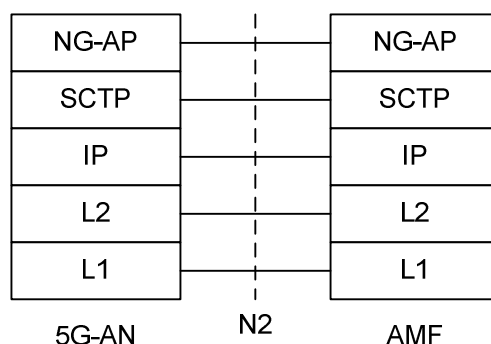 NG-AP NG-AP
SCTP SCTP
IP IP
L2 L2
L1 L1
5G-AN N2 AMF